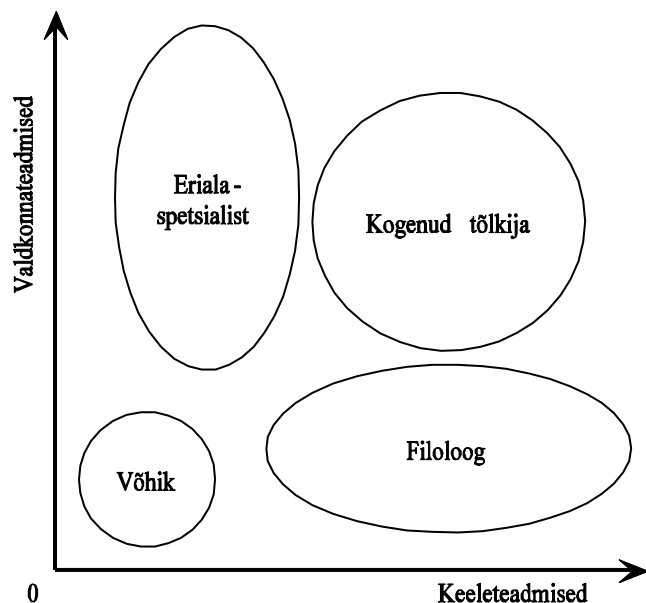 Valdkonnateadmised
Eriala-
spetsialist
Kogenud tõlkija
Filoloog
Võhik
0
Keeleteadmised